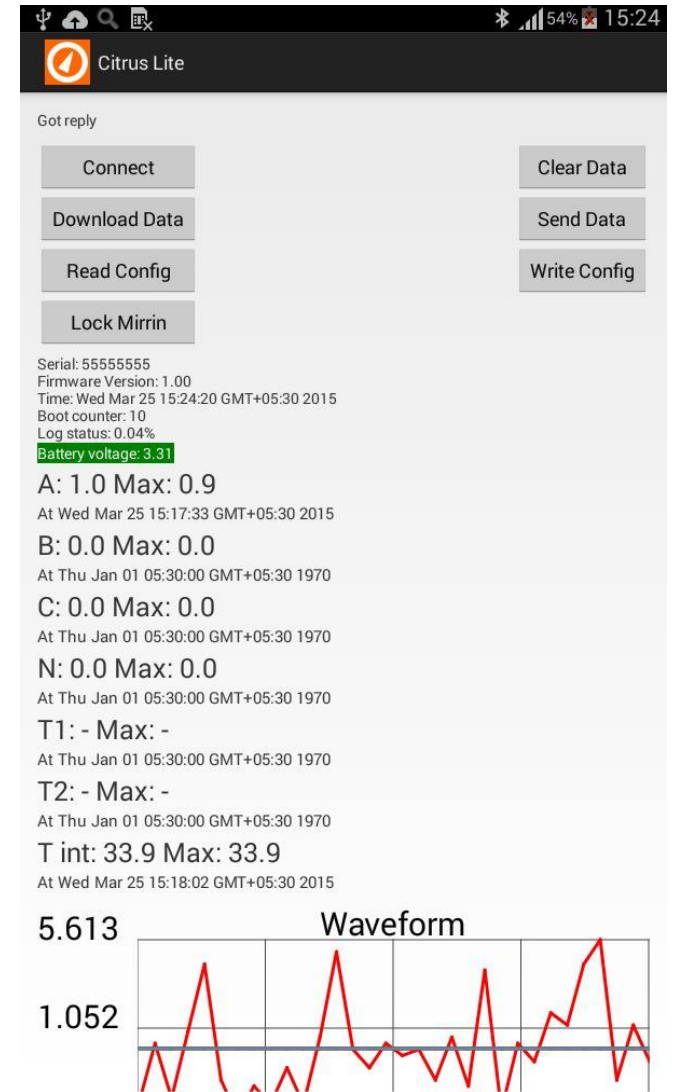 54% 15:24
Citrus Lite
Got reply
Connect Clear Data
Download Data Send Data
Read Config Write Config
Lock Mirrin
Serial: 55555555
Firmware Version: 1.00
Time: Wed Mar 25 15:24:20 GMT+05:30 2015
Boot counter: 10
Log status: 0.04%
Battery voltage: 3.31
A: 1.0 Max: 0.9
At Wed Mar 25 15:17:33 GMT+05:30 2015
B: 0.0 Max: 0.0
At Thu Jan 01 05:30:00 GMT+05:30 1970
C: 0.0 Max: 0.0
At Thu Jan 01 05:30:00 GMT+05:30 1970
N: 0.0 Max: 0.0
At Thu Jan 01 05:30:00 GMT+05:30 1970
T1: - Max: -
At Thu Jan 01 05:30:00 GMT+05:30 1970
T2: - Max: -
At Thu Jan 01 05:30:00 GMT+05:30 1970
T int: 33.9 Max: 33.9
At Wed Mar 25 15:18:02 GMT+05:30 2015
5.613 Waveform
1.052